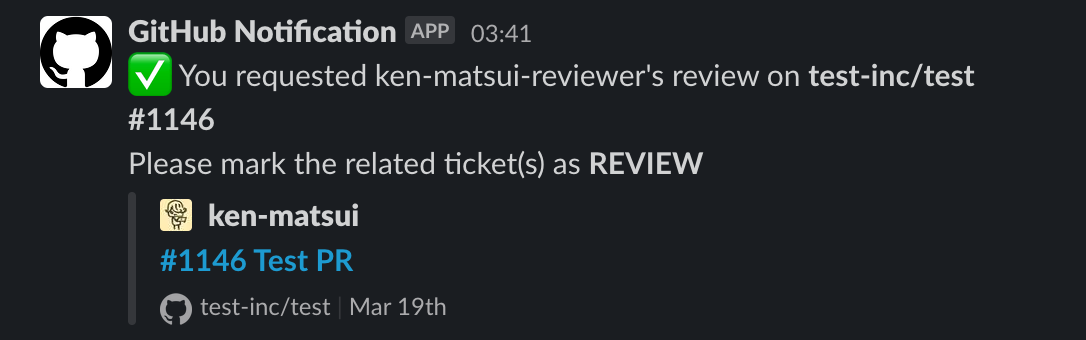 GitHub Notification APP 03:41
✅ You requested ken-matsui-reviewer's review on test-inc/test
#1146
Please mark the related ticket(s) as REVIEW
ken-matsui
#1146 Test PR
test-inc/test | Mar 19th